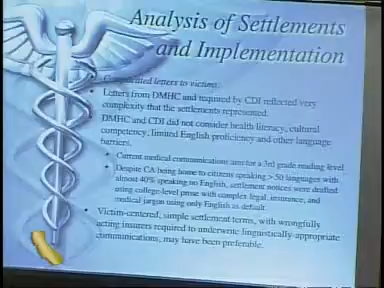 Analysis of Settlements
and Implementation
• Complicated letters to victims.
• Letters from DMHC and required by CDI reflected very
complexity that the settlements represented.
DMHC and CDI did not consider health literacy, cultural
competency, limited English proficiency and other language
barriers.
• Current medical communications aim for a 3rd grade reading level
• Despite CA being home to citizens speaking > 50 languages with
almost 40% speaking no English, settlement notices were drafted
using college-level prose with complex legal, insurance, and
medical jargon using only English as default.
• Victim-centered, simple settlement terms, with wrongfully
acting insurers required to underwrite linguistically-appropriate
communications, may have been preferable.